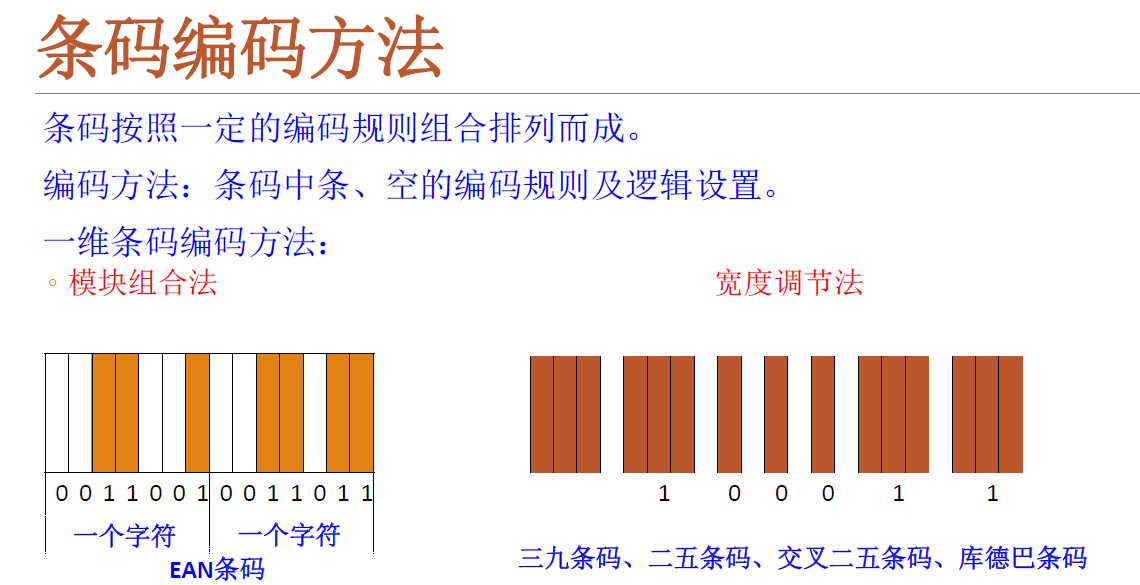 条码编码方法
条码按照一定的编码规则组合排列而成。
编码方法：条码中条、空的编码规则及逻辑设置。
一维条码编码方法：
◦ 模块组合法 宽度调节法
0 0 1 1 0 0 1 0 0 1 1 0 1 1
1 0 0 0 1 1
一个字符 一个字符
EAN条码
三九条码、二五条码、交叉二五条码、库德巴条码